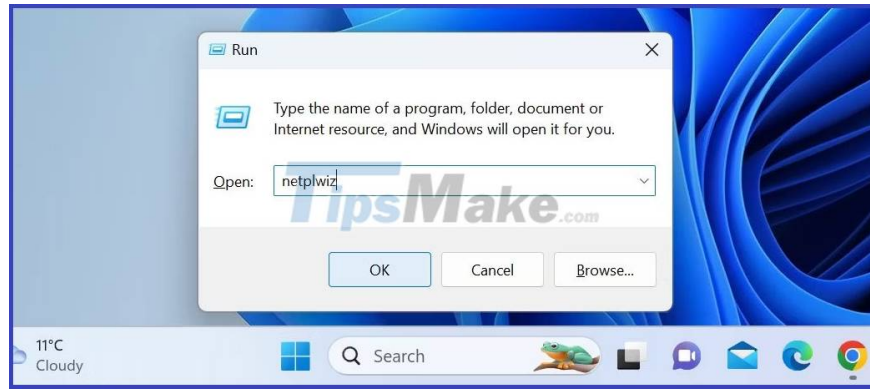 Run
Type the name of a program, folder, document or
Internet resource, and Windows will open it for you.
Open: netplwiz
TipsMake.com
OK Cancel Browse...
11°C
Cloudy
Search